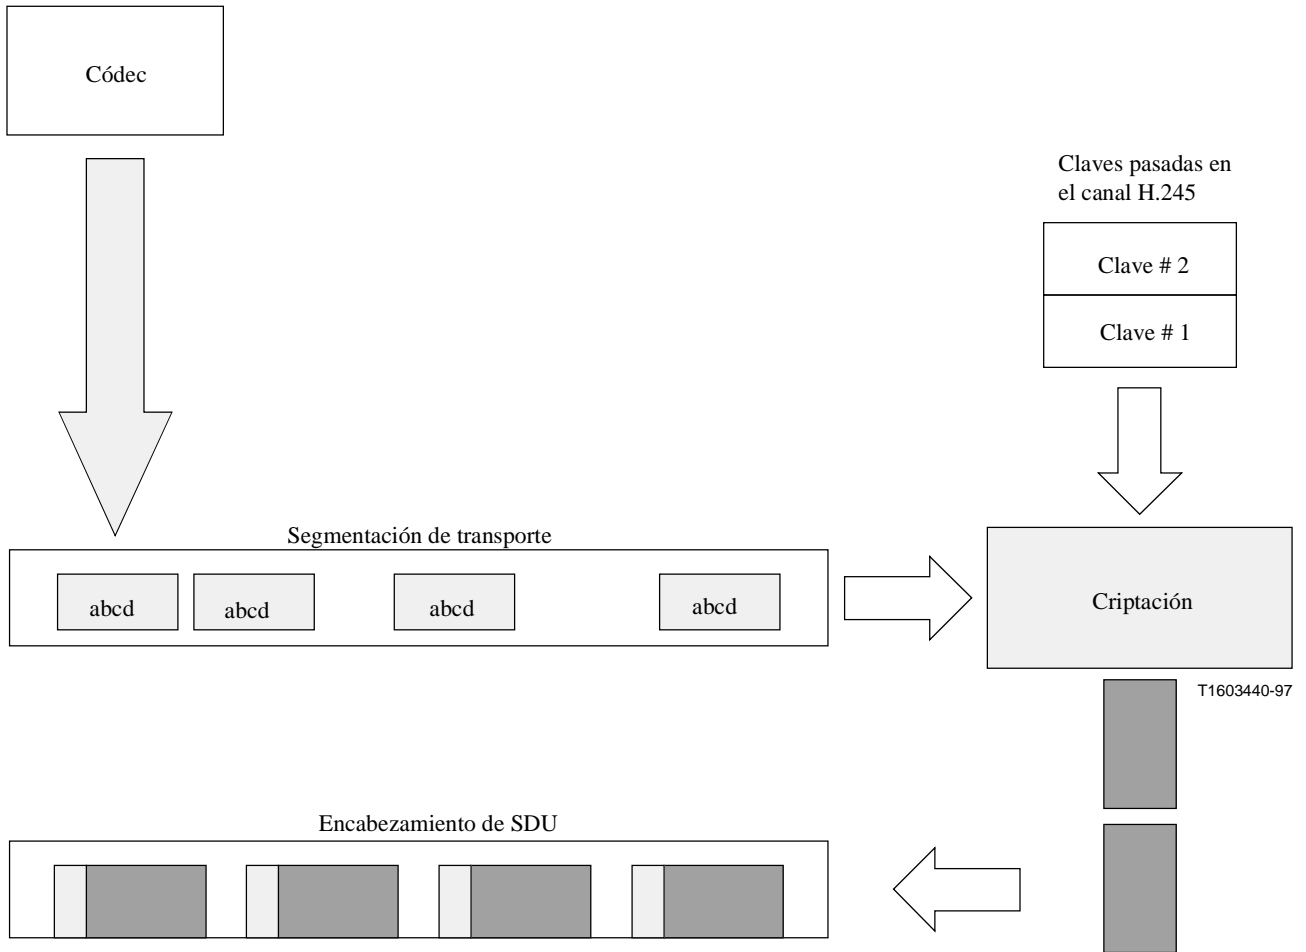 Códec
Claves pasadas en
el canal H.245
Clave # 2
Clave # 1
Segmentación de transporte
abcd
abcd
abcd
abcd
Criptación
T1603440-97
Encabezamiento de SDU